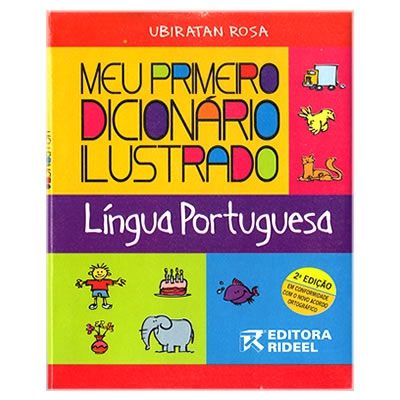 UBIRATAN ROSA
MEU PRIMEIRO
DICIONÁRIO
ILUSTRADO
Língua Portuguesa
2ª EDIÇÃO
EM CONFORMIDADE
COM O NOVO ACORDO
ORTOGRÁFICO
EDITORA
RIDEEL